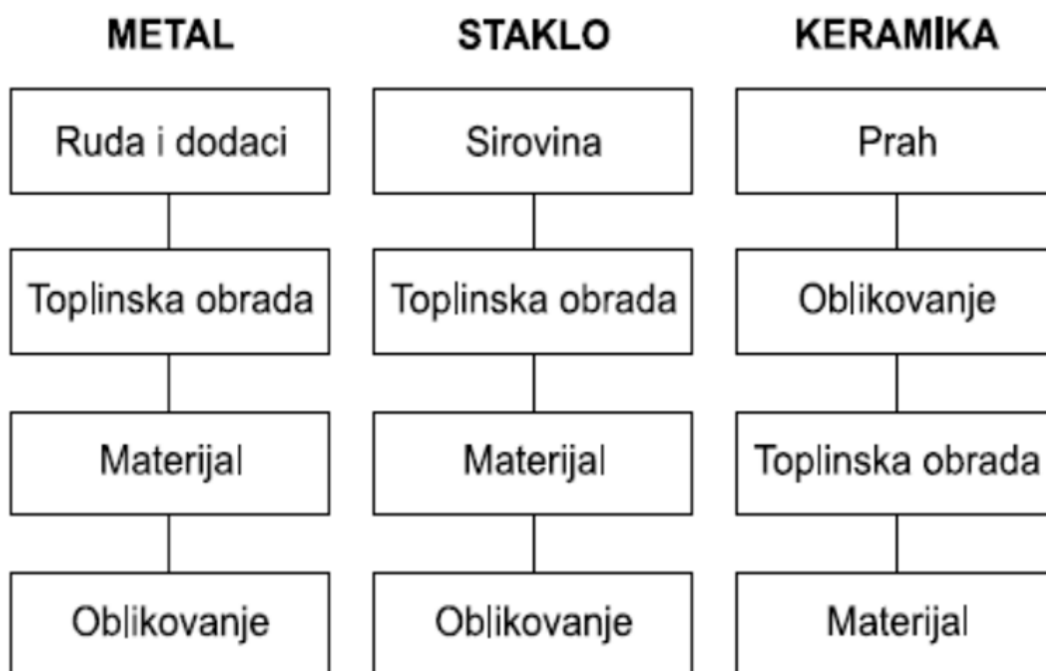 METAL
STAKLO
KERAMIKA
Ruda i dodaci
Sirovina
Prah
Toplinska obrada
Toplinska obrada
Oblikovanje
Materijal
Materijal
Toplinska obrada
Oblikovanje
Oblikovanje
Materijal